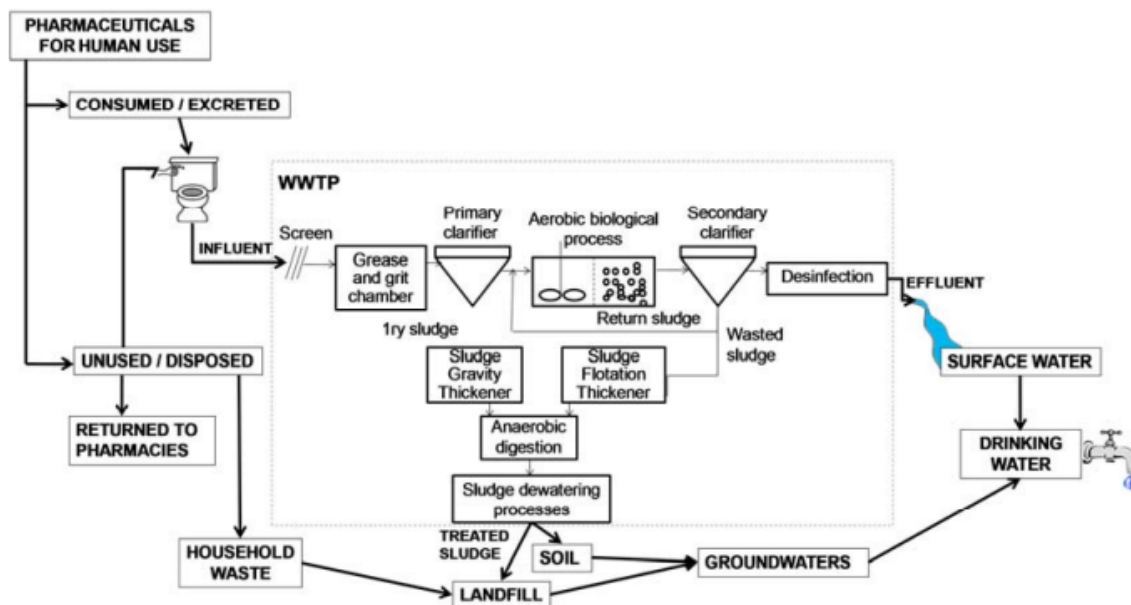 PHARMACEUTICALS
FOR HUMAN USE
CONSUMED / EXCRETED
WWTP
INFLUENT
Screen
Grease
and grit
chamber
Primary
clarifier
Aerobic biological
process
Secondary
clarifier
Desinfection
EFFLUENT
1ry sludge
Return sludge
Wasted
sludge
Sludge
Gravity
Thickener
Sludge
Flotation
Thickener
Anaerobic
digestion
Sludge dewatering
processes
UNUSED / DISPOSED
RETURNED TO
PHARMACIES
HOUSEHOLD
WASTE
TREATED
SLUDGE
SOIL
LANDFILL
GROUNDWATERS
SURFACE WATER
DRINKING
WATER